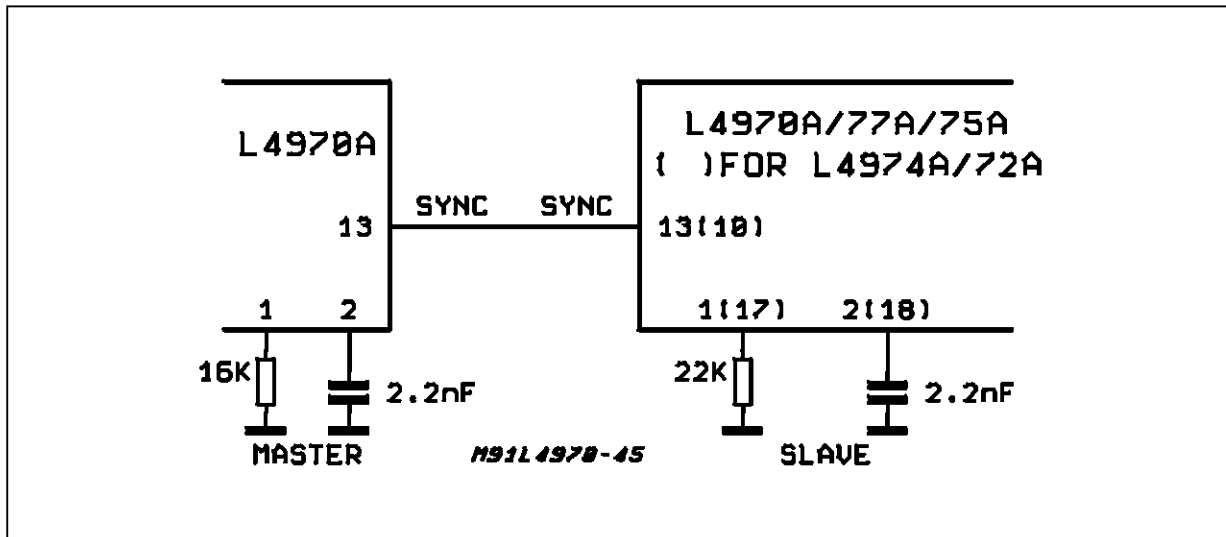 L4970A
L4970A/77A/75A
( )FOR L4974A/72A
SYNC SYNC
13
13(10)
1 2
1(17) 2(18)
16K
2.2nF
22K
2.2nF
MASTER
M91L4970-45
SLAVE